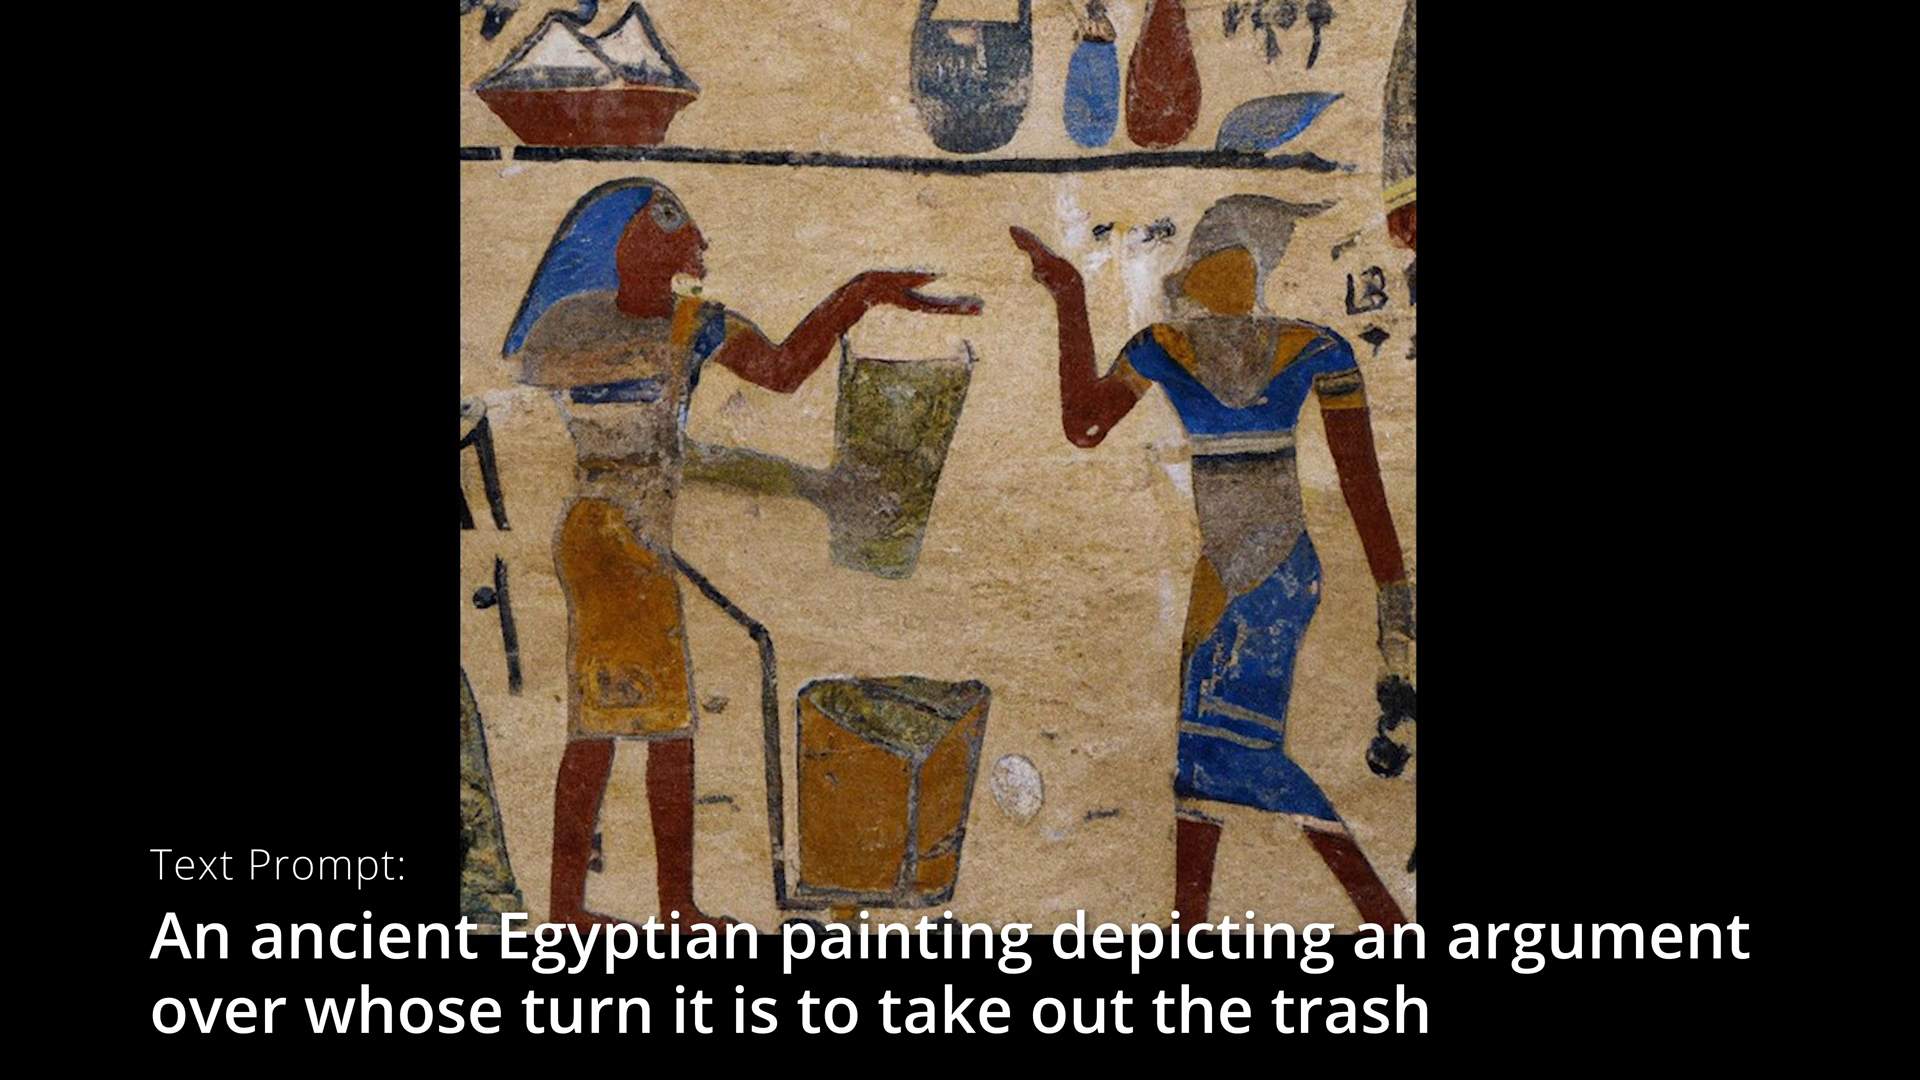 Text Prompt:
An ancient Egyptian painting depicting an argument
over whose turn it is to take out the trash